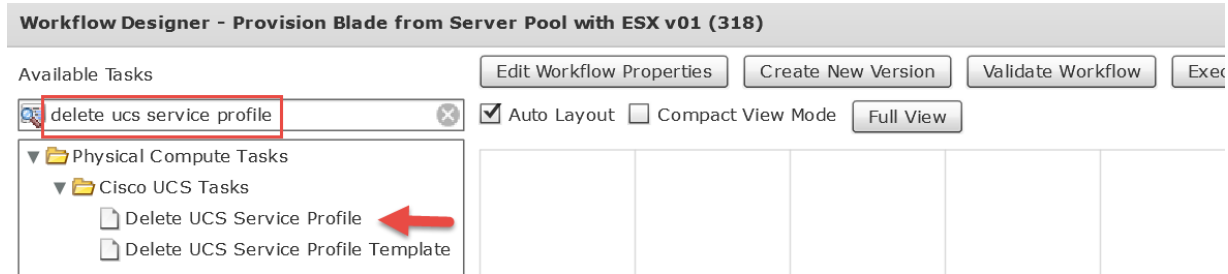 Workflow Designer - Provision Blade from Server Pool with ESX v01 (318)
Available Tasks
Edit Workflow Properties Create New Version Validate Workflow Exec
delete ucs service profile
Auto Layout Compact View Mode Full View
Physical Compute Tasks
Cisco UCS Tasks
Delete UCS Service Profile
Delete UCS Service Profile Template